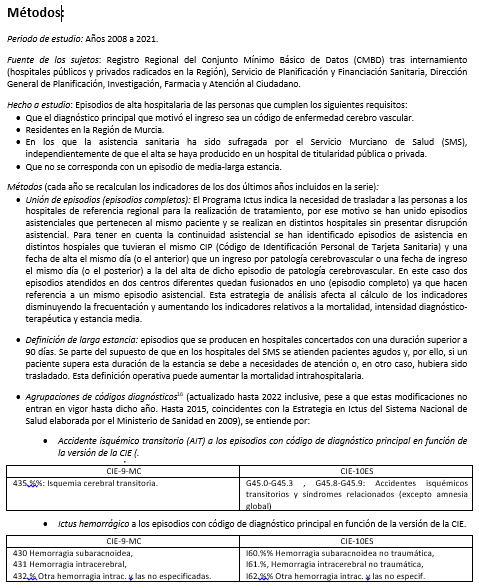 Métodos:
Periodo de estudio: Años 2008 a 2021.
Fuente de los sujetos: Registro Regional del Conjunto Mínimo Básico de Datos (CMBD) tras internamento
(hospitales públicos y privados radicados en la Región), Servicio de Planificación y Financiación Sanitaria, Dirección
General de Planificación, Investigación, Farmacia y Atención al Ciudadano.
Hecho a estudio: Episodios de alta hospitalaria de las personas que cumplen los siguientes requisitos:
• Que el diagnóstico principal que motivó el ingreso sea un código de enfermedad cerebro vascular.
• Residentes en la Región de Murcia.
• En los que la asistencia sanitaria ha sido sufragada por el Servicio Murciano de Salud (SMS),
independientemente de que el alta se haya producido en un hospital de titularidad pública o privada.
• Que no se corresponda con un episodio de media-larga estancia.
Métodos (cada año se recalculan los indicadores de los dos últimos años incluidos en la serie):
• Unión de episodios (episodios completos): El Programa Ictus indica la necesidad de trasladar a las personas a los
hospitales de referencia regional para la realización de tratamiento, por ese motivo se han unido episodios
asistenciales que pertenecen al mismo paciente y se realizan en distintos hospitales sin presentar disrupción
asistencial. Para tener en cuenta la continuidad asistencial se han identificado episodios de asistencia en
distintos hospiales que tuvieran el mismo CIP (Código de Identificación Personal de Tarjeta Sanitaria) y una
fecha de alta el mismo día (o el anterior) que un ingreso por patología cerebrovascular o una fecha de ingreso
el mismo día (o el posterior) a la del alta de dicho episodio de patología cerebrovascular. En este caso dos
episodios atendidos en dos centros diferentes quedan fusionados en uno (episodio completo) ya que hacen
referencia a un mismo episodio asistencial. Esta estrategia de análisis afecta al cálculo de los indicadores
disminuyendo la frecuentación y aumentando los indicadores relativos a la mortalidad, intensidad diagnóstico-
terapéutica y estancia media.
• Definición de larga estancia: episodios que se producen en hospitales concertados con una duración superior a
90 días. Se parte del supuesto de que en los hospitales del SMS se atienden pacientes agudos y, por ello, si un
paciente supera esta duración de la estancia se debe a necesidades de atención o, en otro caso, hubiera sido
trasladado. Esta definición operativa puede aumentar la mortalidad intrahospitalaria.
• Agrupaciones de códigos diagnósticos (actualizado hasta 2022 inclusive, pese a que estas modificaciones no
entran en vigor hasta dicho año. Hasta 2015, coincidentes con la Estrategia en Ictus del Sistema Nacional de
Salud elaborada por el Ministerio de Sanidad en 2009), se entiende por:
• Accidente isquémico transitorio (AIT) a los episodios con código de diagnóstico principal en función de
la versión de la CIE (.
CIE-9-MC CIE-10ES
435.%%: Isquemia cerebral transitoria. G45.0-G45.3 , G45.8-G45.9: Accidentes isquémicos
transitorios y síndromes relacionados (excepto amnesia
global)
• Ictus hemorrágico a los episodios con código de diagnóstico principal en función de la versión de la CIE.
CIE-9-MC CIE-10ES
430 Hemorragia subaracnoidea, I60.%% Hemorragia subaracnoidea no traumática,
431 Hemorragia intracerebral, I61.%, Hemorragia intracerebral no traumática,
432.% Otra hemorragia intrac. y las no especificadas. I62.%% Otra hemorragia intrac. y las no especif.